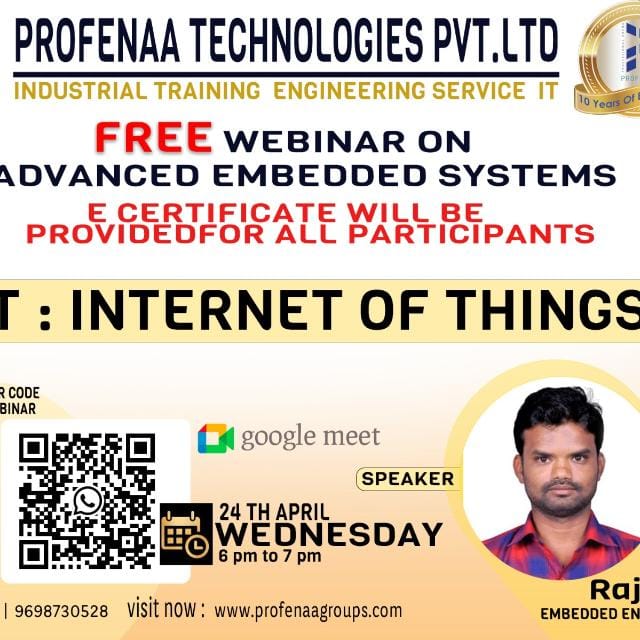 PROFENAA TECHNOLOGIES PVT.LTD
INDUSTRIAL TRAINING ENGINEERING SERVICE IT
10 Years Of
FREE WEBINAR ON
ADVANCED EMBEDDED SYSTEMS
E CERTIFICATE WILL BE
PROVIDEDFOR ALL PARTICIPANTS
T : INTERNET OF THINGS
R CODE
BINAR
google meet
SPEAKER
24 TH APRIL
WEDNESDAY
6 pm to 7 pm
Raj
EMBEDDED EN
| 9698730528 visit now : www.profenaagroups.com